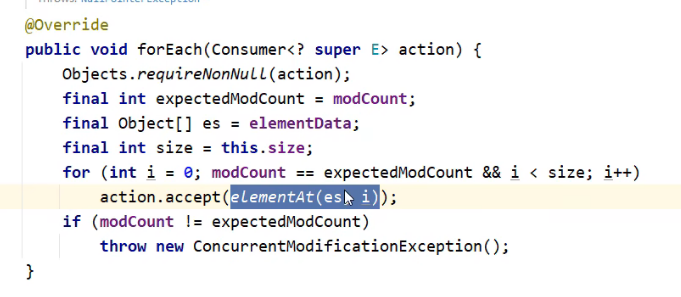 Throws: NullPointerException
@Override
public void forEach(Consumer<? super E> action) {
Objects.requireNonNull(action);
final int expectedModCount = modCount;
final Object[] es = elementData;
final int size = this.size;
for (int i = 0; modCount == expectedModCount && i < size; i++)
action.accept(elementAt(es, i));
if (modCount != expectedModCount)
throw new ConcurrentModificationException();
}